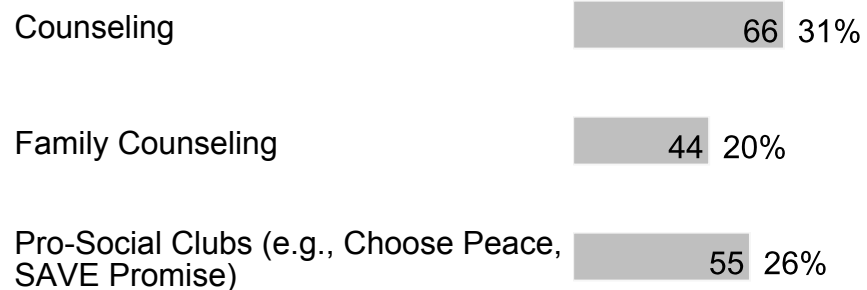 Counseling 66 31%
Family Counseling 44 20%
Pro-Social Clubs (e.g., Choose Peace,
SAVE Promise) 55 26%